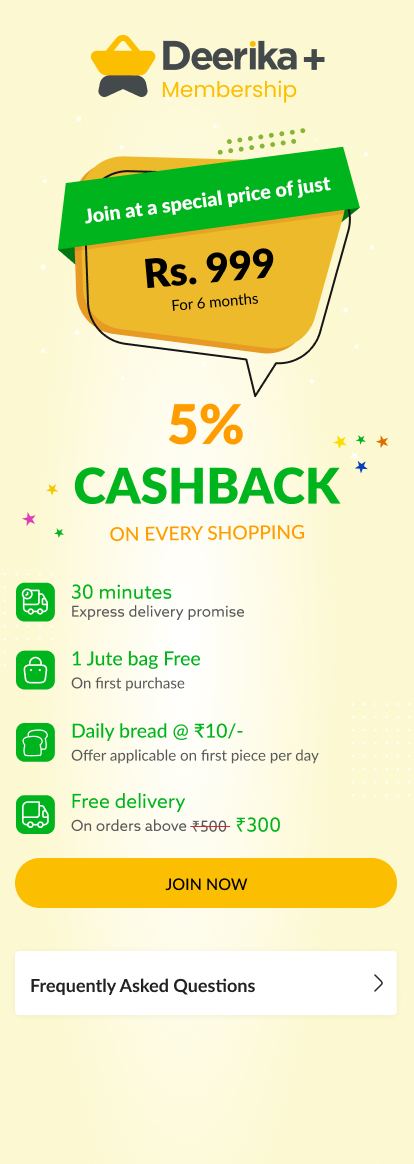 Deerika +
Membership
Join at a special price of just
Rs. 999
For 6 months
5%
CASHBACK
ON EVERY SHOPPING
30 minutes
Express delivery promise
1 Jute bag Free
On first purchase
Daily bread @ ₹10/-
Offer applicable on first piece per day
Free delivery
On orders above ₹500 ₹300
JOIN NOW
Frequently Asked Questions